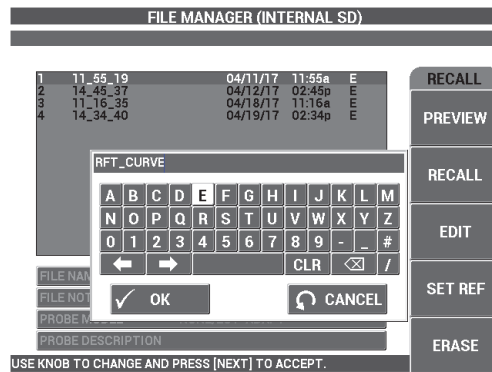 FILE MANAGER (INTERNAL SD)
1 11_55_19 04/11/17 11:55a E
2 14_45_37 04/12/17 02:45p E
3 11_16_35 04/18/17 11:16a E
4 14_34_40 04/19/17 02:34p E
RECALL
PREVIEW
RECALL
EDIT
SET REF
ERASE
RFT_CURVE
A B C D E F G H I J K L M
N O P Q R S T U V W X Y Z
0 1 2 3 4 5 6 7 8 9 - _ #
CLR /
OK CANCEL
FILE NAM
FILE NOT
PROBE DESCRIPTION
USE KNOB TO CHANGE AND PRESS [NEXT] TO ACCEPT.